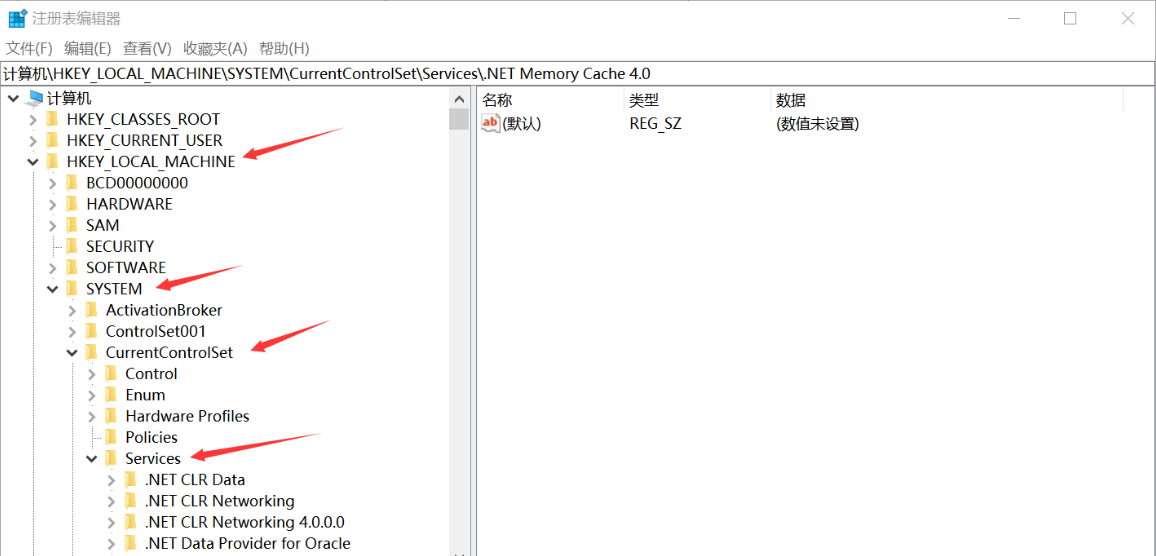 注册表编辑器
文件(F) 编辑(E) 查看(V) 收藏夹(A) 帮助(H)
计算机\HKEY_LOCAL_MACHINE\SYSTEM\CurrentControlSet\Services\.NET Memory Cache 4.0
计算机
HKEY_CLASSES_ROOT
HKEY_CURRENT_USER
HKEY_LOCAL_MACHINE
BCD00000000
HARDWARE
SAM
SECURITY
SOFTWARE
SYSTEM
ActivationBroker
ControlSet001
CurrentControlSet
Control
Enum
Hardware Profiles
Policies
Services
.NET CLR Data
.NET CLR Networking
.NET CLR Networking 4.0.0.0
.NET Data Provider for Oracle
名称 类型 数据
ab (默认) REG_SZ (数值未设置)